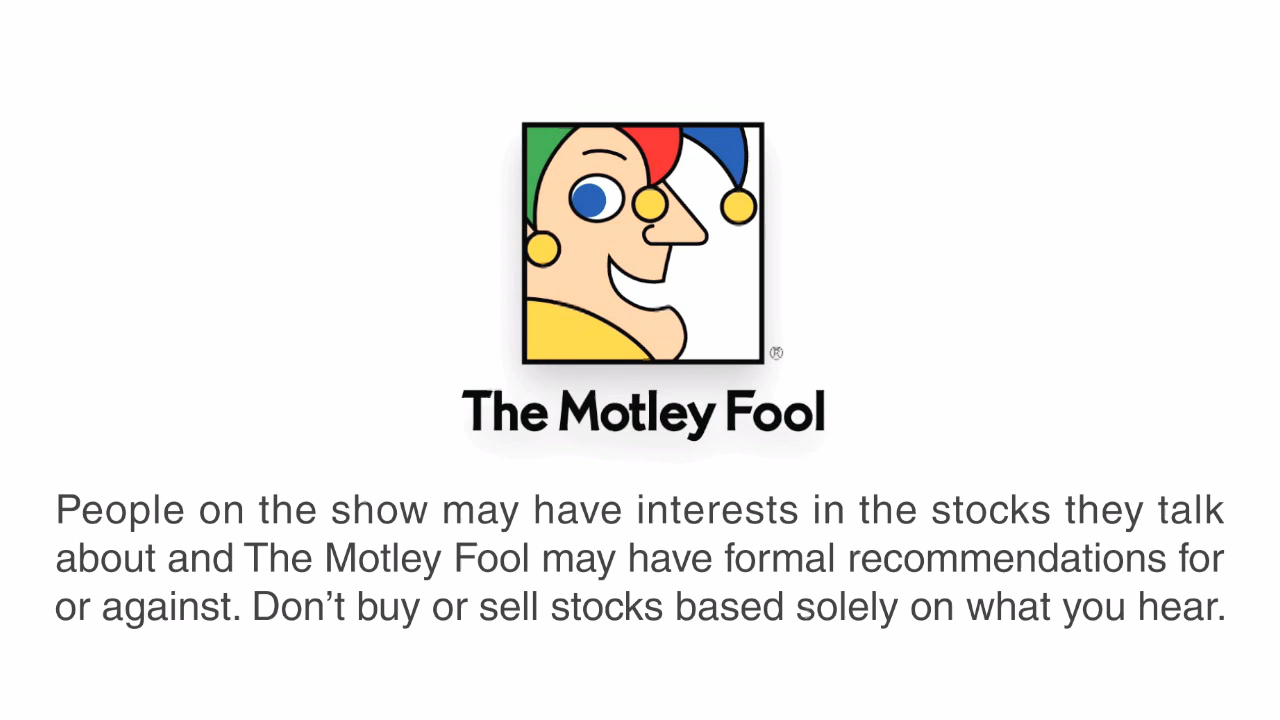 ®
The Motley Fool
People on the show may have interests in the stocks they talk
about and The Motley Fool may have formal recommendations for
or against. Don’t buy or sell stocks based solely on what you hear.